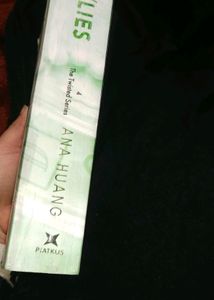 LIES
4
The Twisted Series
ANA HUANG
PIATKUS